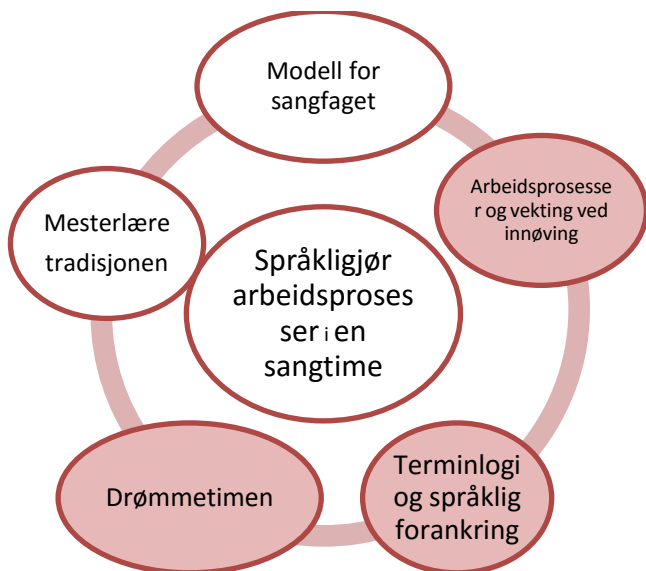 Modell for
sangfaget
Arbeidsprosesse
r og vekting ved
innøving
Mesterlære
tradisjonen
Språkligjør
arbeidsproses
ser i en
sangtime
Terminlogi
og språklig
forankring
Drømmetimen